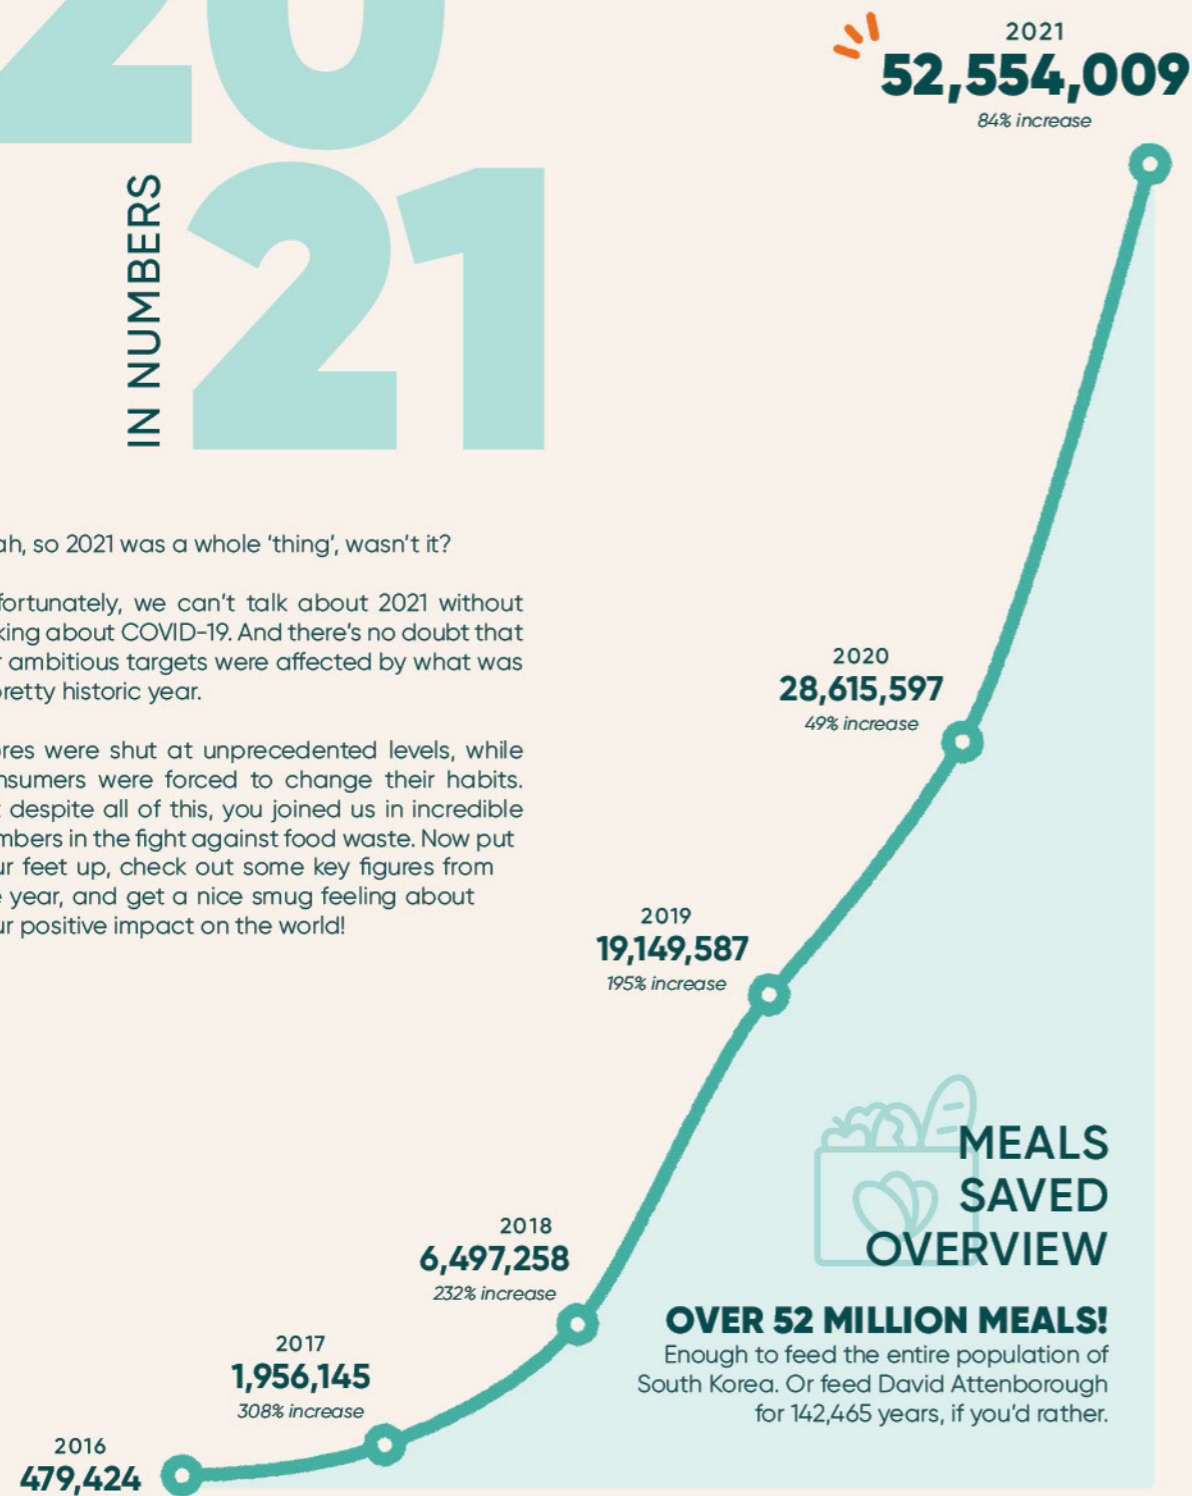 20
21
IN NUMBERS
ah, so 2021 was a whole ‘thing’, wasn’t it?
fortunately, we can’t talk about 2021 without
king about COVID-19. And there’s no doubt that
r ambitious targets were affected by what was
pretty historic year.
res were shut at unprecedented levels, while
nsumers were forced to change their habits.
t despite all of this, you joined us in incredible
mbers in the fight against food waste. Now put
ur feet up, check out some key figures from
e year, and get a nice smug feeling about
ur positive impact on the world!
2021
52,554,009
84% increase
2020
28,615,597
49% increase
2019
19,149,587
195% increase
2018
6,497,258
232% increase
2017
1,956,145
308% increase
2016
479,424
MEALS
SAVED
OVERVIEW
OVER 52 MILLION MEALS!
Enough to feed the entire population of
South Korea. Or feed David Attenborough
for 142,465 years, if you’d rather.